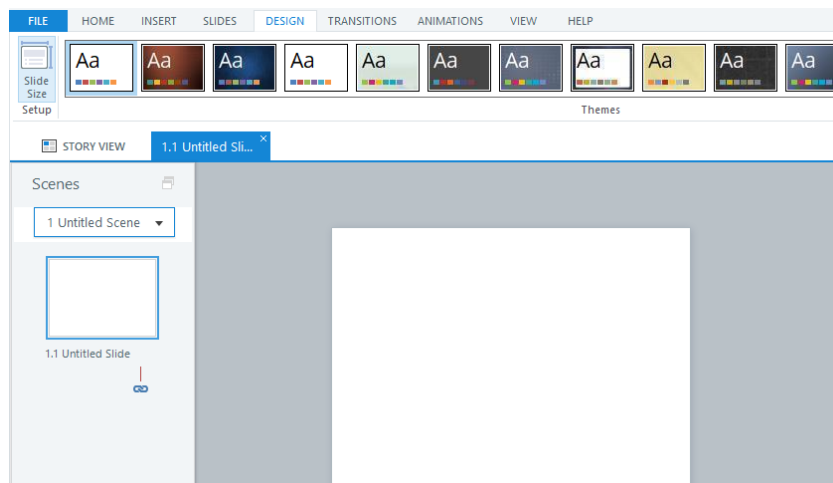 FILE HOME INSERT SLIDES DESIGN TRANSITIONS ANIMATIONS VIEW HELP
Aa Aa Aa Aa Aa Aa Aa Aa Aa Aa Aa
Slide
Size
Setup Themes
STORY VIEW 1.1 Untitled Sli...
Scenes
1 Untitled Scene
1.1 Untitled Slide